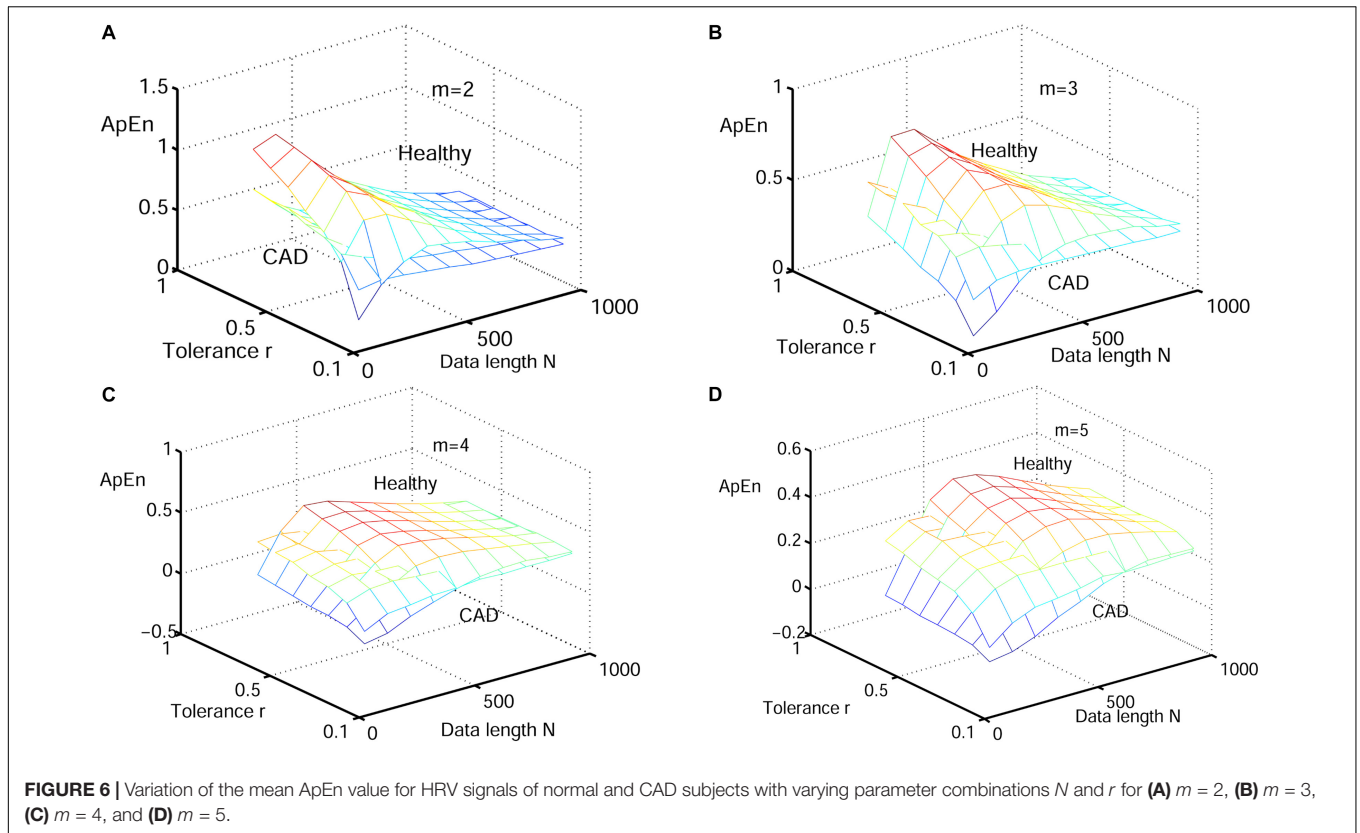 A
1.5
ApEn
1
0.5
0
1
0.5
0.1
Tolerance r
m=2
Healthy
CAD
0
500
1000
Data length N
B
1
ApEn
0.5
0
1
0.5
0.1
Tolerance r
m=3
Healthy
CAD
0
500
1000
Data length N
C
1
ApEn
0.5
0
−0.5
1
0.5
0.1
Tolerance r
m=4
Healthy
CAD
0
500
1000
Data length N
D
0.6
ApEn
0.4
0.2
0
−0.2
1
0.5
0.1
Tolerance r
m=5
Healthy
CAD
0
500
1000
Data length N
FIGURE 6 | Variation of the mean ApEn value for HRV signals of normal and CAD subjects with varying parameter combinations N and r for (A) m = 2, (B) m = 3,
(C) m = 4, and (D) m = 5.